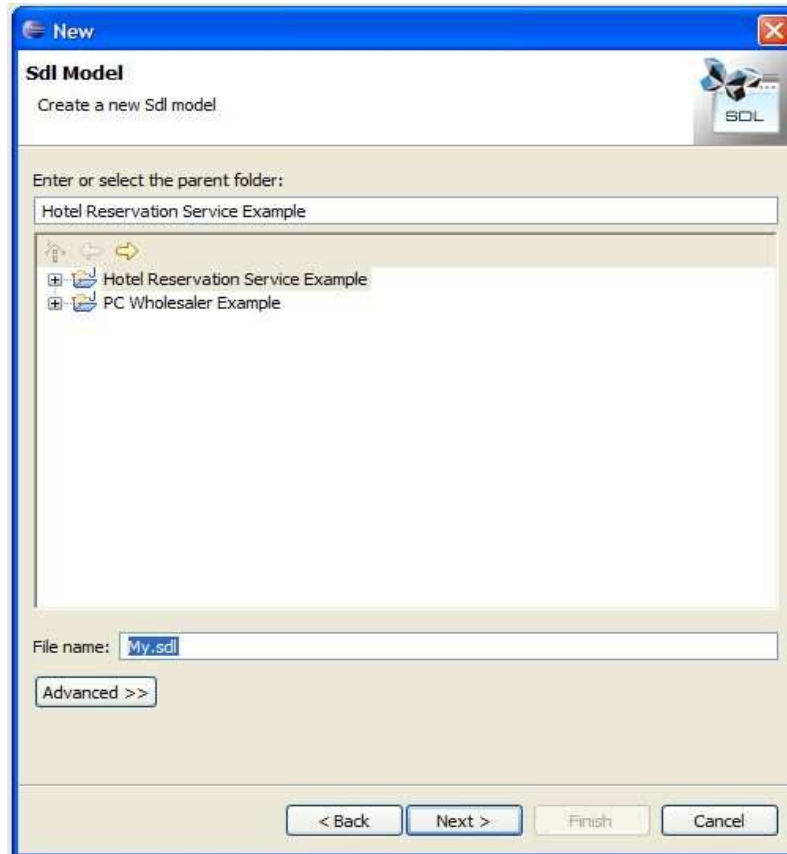 New
Sdl Model
Create a new Sdl model
SDL
Enter or select the parent folder:
Hotel Reservation Service Example
Hotel Reservation Service Example
PC Wholesaler Example
File name: My.sdl
Advanced >>
< Back Next > Finish Cancel